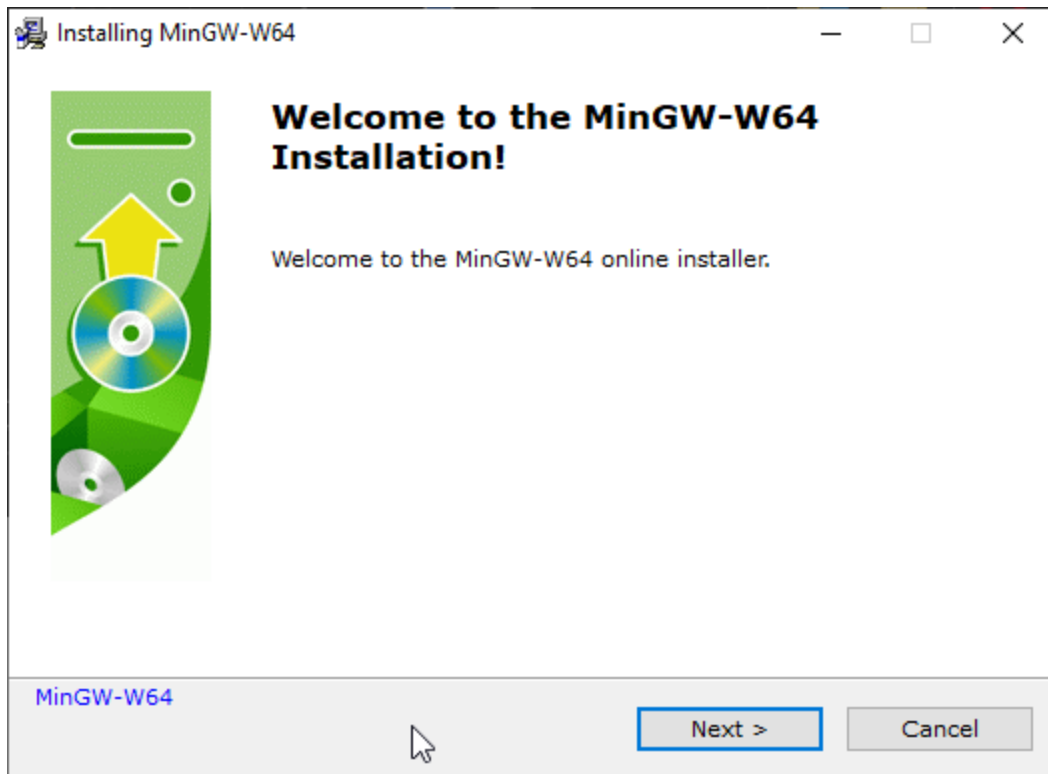 Installing MinGW-W64
Welcome to the MinGW-W64
Installation!
Welcome to the MinGW-W64 online installer.
MinGW-W64
Next >
Cancel